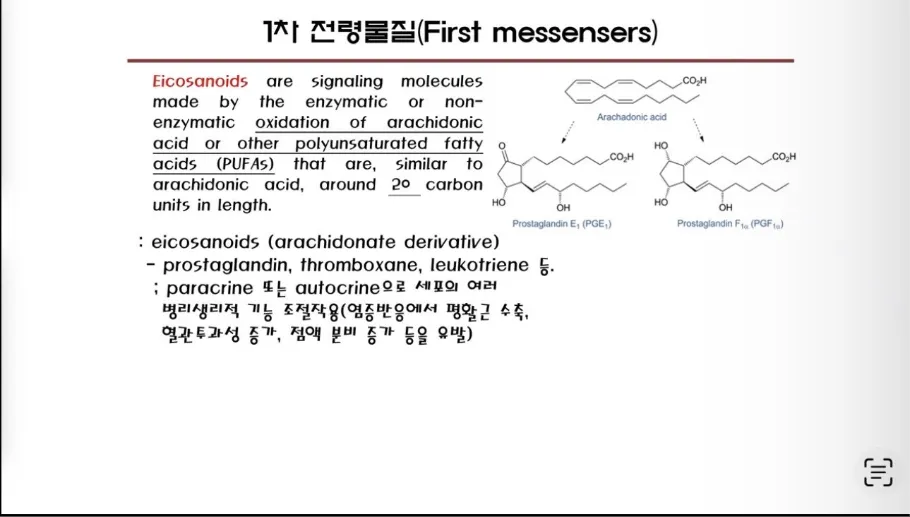 1차 전령물질(First messensers)
Eicosanoids are signaling molecules
made by the enzymatic or non-
enzymatic oxidation of arachidonic
acid or other polyunsaturated fatty
acids (PUFAs) that are, similar to
arachidonic acid, around 20 carbon
units in length.
CO₂H
Arachadonic acid
O
CO₂H
HO
OH
Prostaglandin E₁ (PGE₁)
HO
CO₂H
HO
OH
Prostaglandin F₁α (PGF₁α)
: eicosanoids (arachidonate derivative)
- prostaglandin, thromboxane, leukotriene 등.
; paracrine 또는 autocrine으로 세포의 여러
병리생리적 기능 조절작용(염증반응에서 평활근 수축,
혈관투과성 증가, 점액 분비 증가 등을 유발)